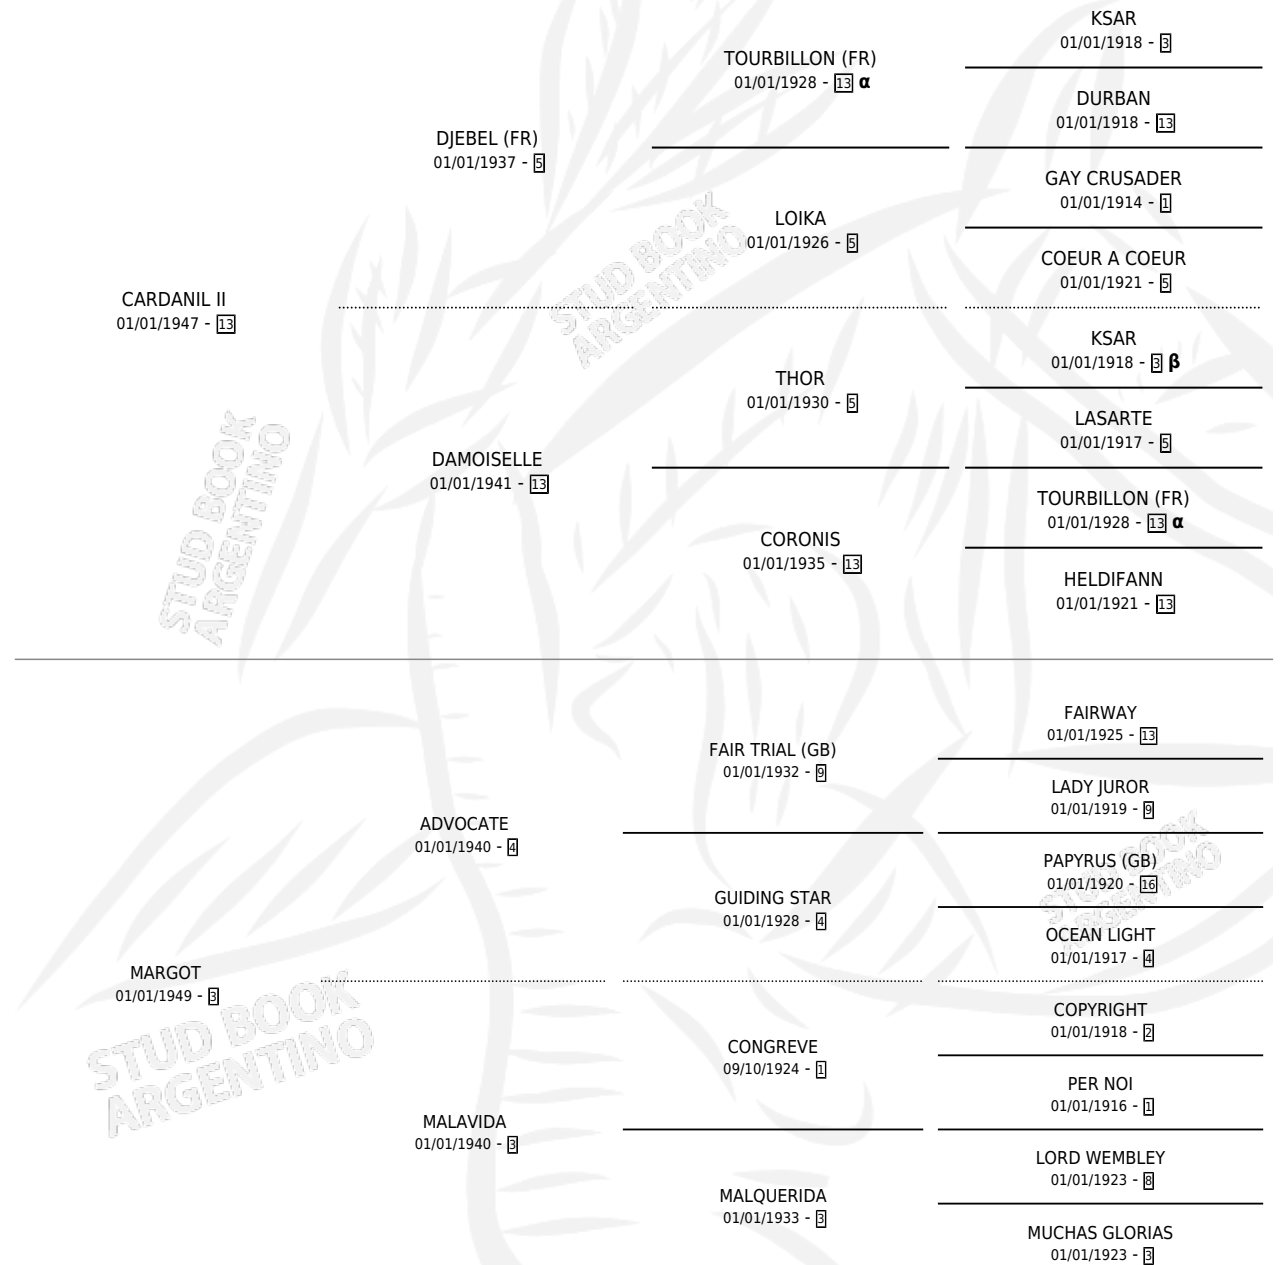 KSAR
01/01/1918 - 3
TOURBILLON (FR)
01/01/1928 - 13 α
DURBAN
01/01/1918 - 13
DJEBEL (FR)
01/01/1937 - 5
GAY CRUSADER
01/01/1914 - 1
LOIKA
01/01/1926 - 5
COEUR A COEUR
01/01/1921 - 5
STUD BOOK
ARGENTINO
CARDANIL II
01/01/1947 - 13
KSAR
01/01/1918 - 3 β
THOR
01/01/1930 - 5
LASARTE
01/01/1917 - 5
DAMOISELLE
01/01/1941 - 13
TOURBILLON (FR)
01/01/1928 - 13 α
CORONIS
01/01/1935 - 13
HELDIFANN
01/01/1921 - 13
STUD BOOK
ARGENTINO
FAIRWAY
01/01/1925 - 13
FAIR TRIAL (GB)
01/01/1932 - 9
LADY JUROR
01/01/1919 - 9
ADVOCATE
01/01/1940 - 4
PAPYRUS (GB)
01/01/1920 - 16
STUD BOOK
ARGENTINO
GUIDING STAR
01/01/1928 - 4
OCEAN LIGHT
01/01/1917 - 4
MARGOT
01/01/1949 - 3
STUD BOOK
ARGENTINO
COPYRIGHT
01/01/1918 - 2
CONGREVE
09/10/1924 - 1
PER NOI
01/01/1916 - 1
MALAVIDA
01/01/1940 - 3
LORD WEMBLEY
01/01/1923 - 8
MALQUERIDA
01/01/1933 - 3
MUCHAS GLORIAS
01/01/1923 - 3